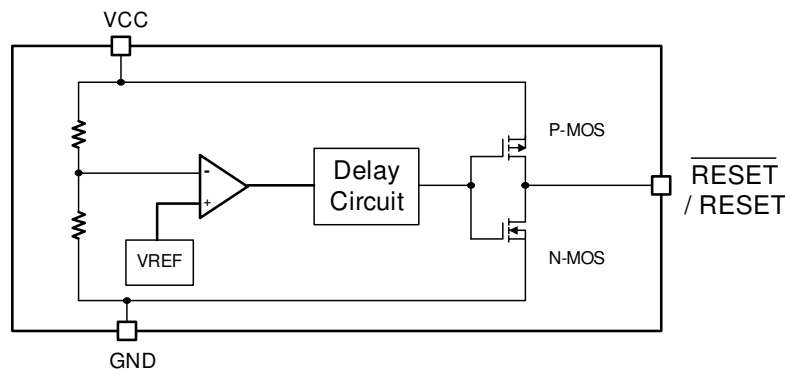 VCC
P-MOS
-
Delay
Circuit
RESET
/ RESET
+
VREF
N-MOS
GND